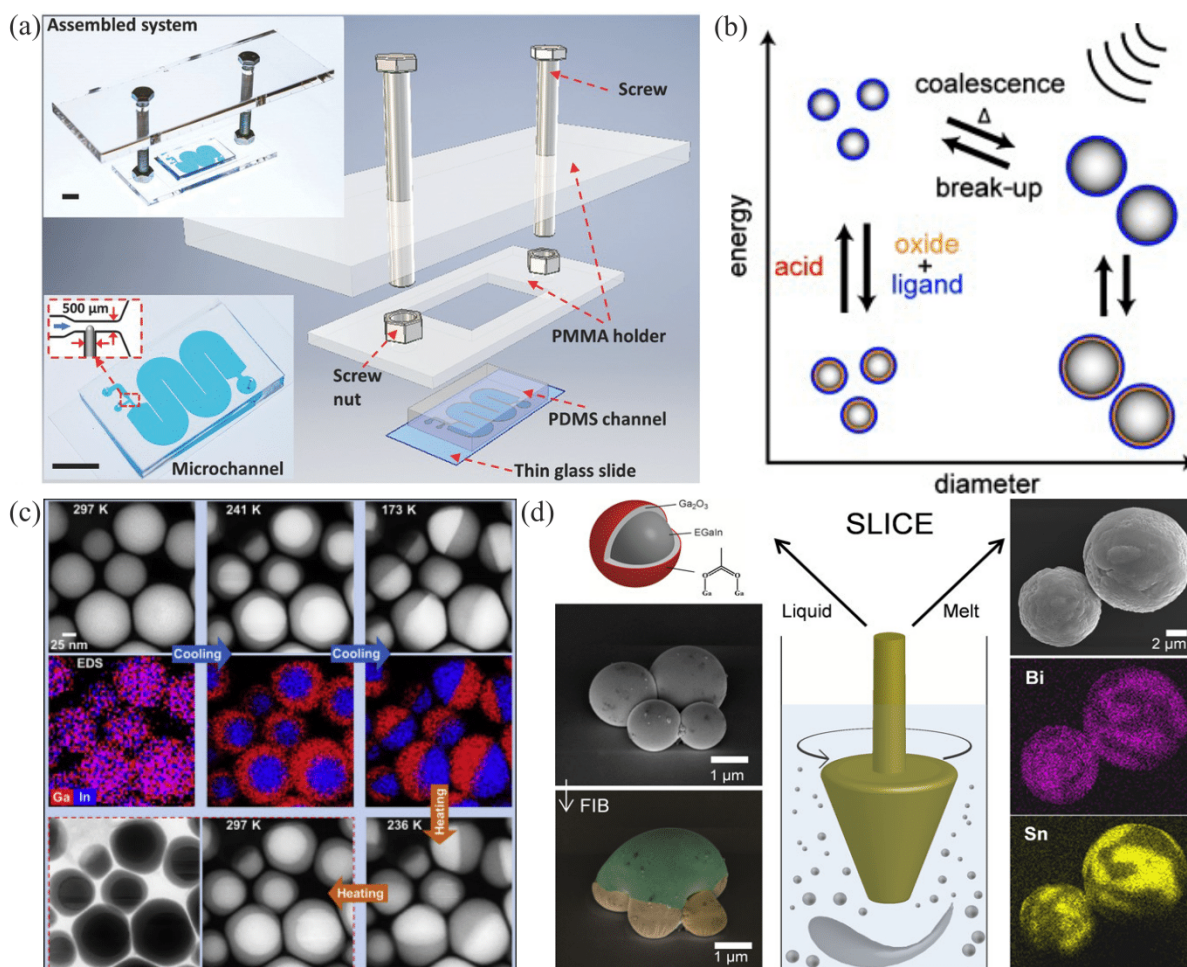 (a)
Assembled system
Screw
500 µm
PMMA holder
Screw
nut
PDMS channel
Thin glass slide
Microchannel
(b)
energy
coalescence
Δ
break-up
acid
oxide
+
ligand
diameter
(c)
297 K
241 K
173 K
25 nm
EDS
Cooling
Cooling
Ga In
Heating
297 K
236 K
Heating
(d)
Ga₂O₃
EGaIn
O
O
Ga
Ga
SLICE
Liquid
Melt
1 µm
FIB
1 µm
2 µm
Bi
Sn